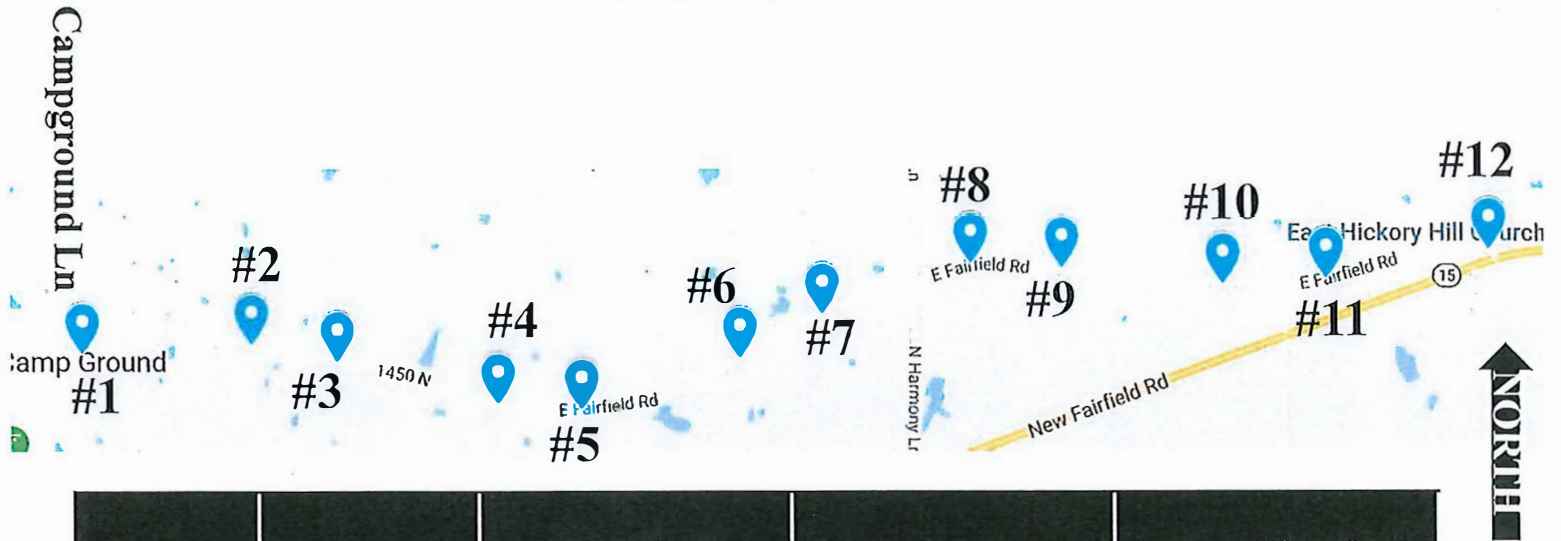 Campground Ln
#12
#8
#10
East Hickory Hill Church
#2
E Fairfield Rd
E Fairfield Rd
15
#6
#9
#4
#11
#7
Camp Ground
1450 N
#1
#3
E Fairfield Rd
N Harmony Ln
New Fairfield Rd
#5
NORTH